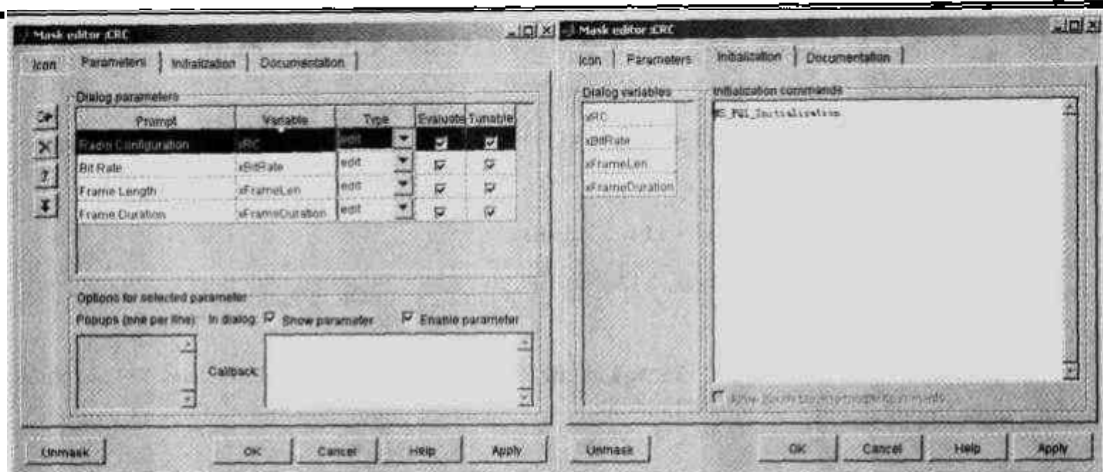 Mask editor :CRC
Icon Parameters Initialization Documentation
Dialog parameters
Prompt Variable Type Evaluate Tunable
Radio Configuration xRC edit
Bit Rate xBitRate edit
Frame Length xFrameLen edit
Frame Duration xFrameDuration edit
Options for selected parameter
Popups (one per line): In dialog: Show parameter Enable parameter
Callback:
Unmask OK Cancel Help Apply
Mask editor :CRC
Icon Parameters Initialization Documentation
Dialog variables
xRC
xBitRate
xFrameLen
xFrameDuration
Initialization commands
Unmask OK Cancel Help Apply